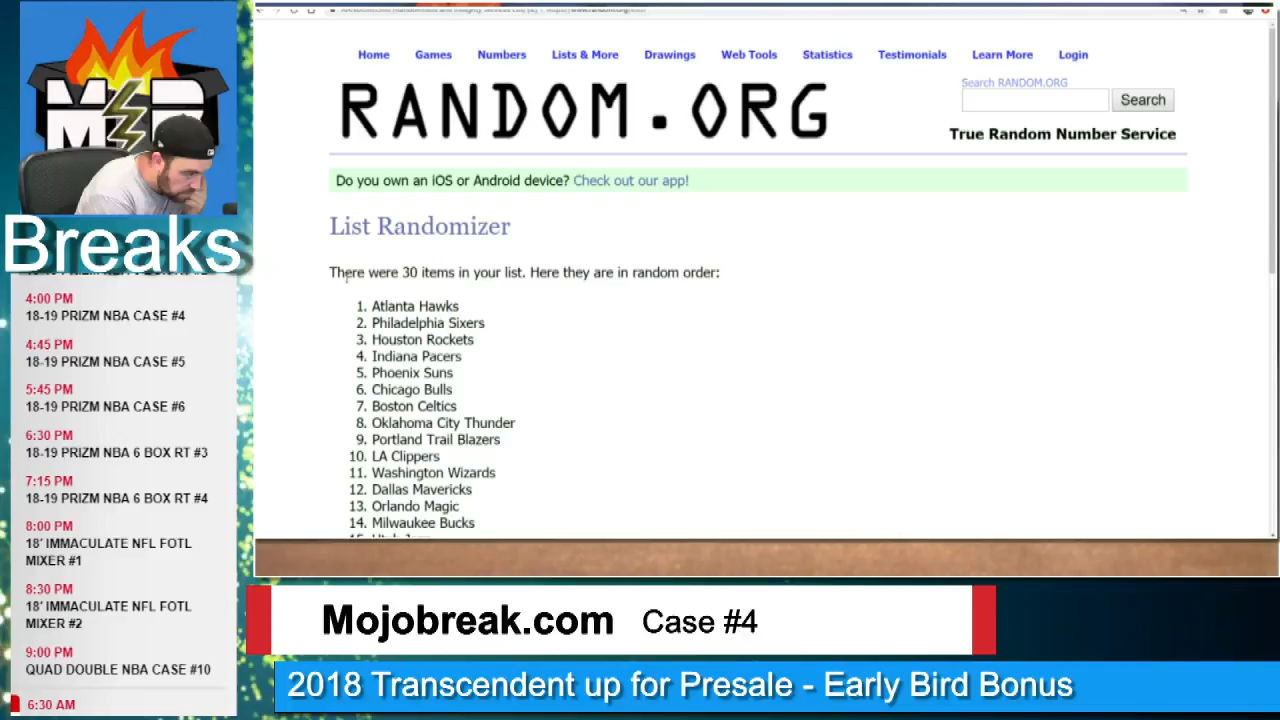 Home Games Numbers Lists & More Drawings Web Tools Statistics Testimonials Learn More Login
RANDOM.ORG
Search RANDOM.ORG
Search
True Random Number Service
Do you own an iOS or Android device? Check out our app!
List Randomizer
There were 30 items in your list. Here they are in random order:
1. Atlanta Hawks
2. Philadelphia Sixers
3. Houston Rockets
4. Indiana Pacers
5. Phoenix Suns
6. Chicago Bulls
7. Boston Celtics
8. Oklahoma City Thunder
9. Portland Trail Blazers
10. LA Clippers
11. Washington Wizards
12. Dallas Mavericks
13. Orlando Magic
14. Milwaukee Bucks
15. Utah Jazz
Breaks
4:00 PM
18-19 PRIZM NBA CASE #4
4:45 PM
18-19 PRIZM NBA CASE #5
5:45 PM
18-19 PRIZM NBA CASE #6
6:30 PM
18-19 PRIZM NBA 6 BOX RT #3
7:15 PM
18-19 PRIZM NBA 6 BOX RT #4
8:00 PM
18' IMMACULATE NFL FOTL
MIXER #1
8:30 PM
18' IMMACULATE NFL FOTL
MIXER #2
9:00 PM
QUAD DOUBLE NBA CASE #10
6:30 AM
Mojobreak.com Case #4
2018 Transcendent up for Presale - Early Bird Bonus